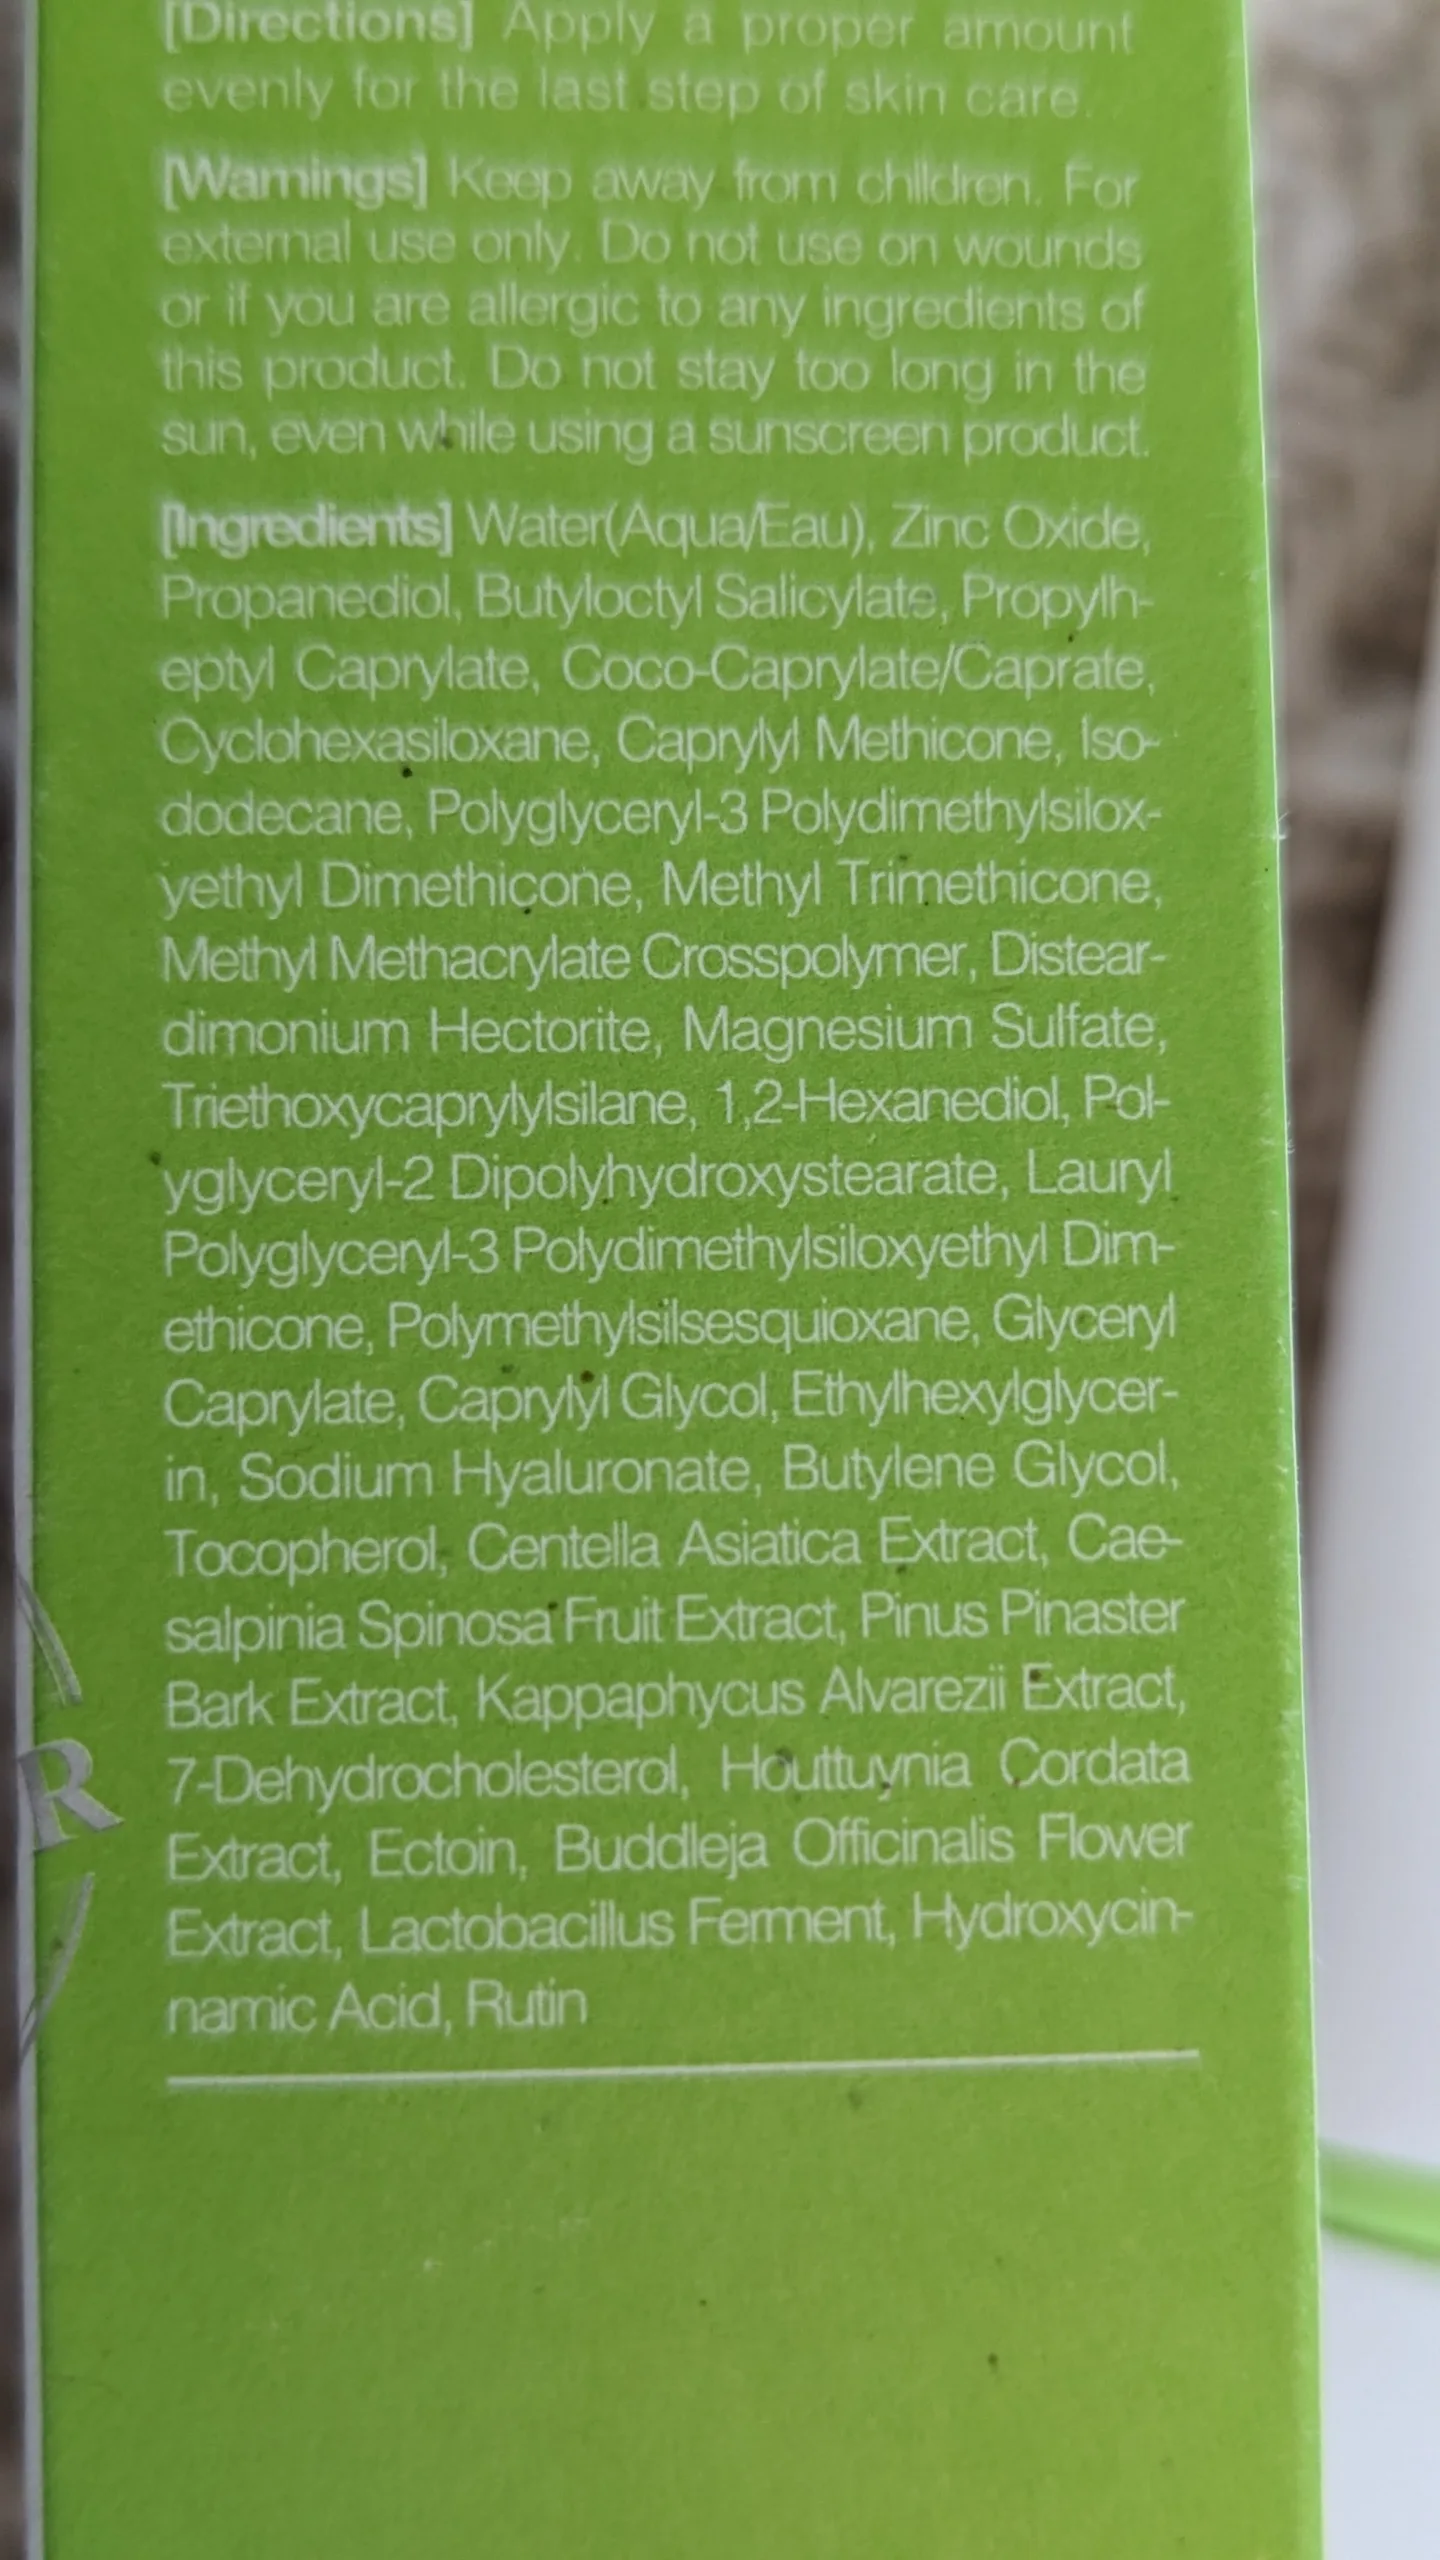 [Directions] Apply a proper amount
evenly for the last step of skin care.
[Warnings] Keep away from children. For
external use only. Do not use on wounds
or if you are allergic to any ingredients of
this product. Do not stay too long in the
sun, even while using a sunscreen product.
[Ingredients] Water(Aqua/Eau), Zinc Oxide,
Propanediol, Butyloctyl Salicylate, Propylh-
eptyl Caprylate, Coco-Caprylate/Caprate,
Cyclohexasiloxane, Caprylyl Methicone, Iso-
dodecane, Polyglyceryl-3 Polydimethylsilox-
yethyl Dimethicone, Methyl Trimethicone,
Methyl Methacrylate Crosspolymer, Distear-
dimonium Hectorite, Magnesium Sulfate,
Triethoxycaprylylsilane, 1,2-Hexanediol, Pol-
yglyceryl-2 Dipolyhydroxystearate, Lauryl
Polyglyceryl-3 Polydimethylsiloxyethyl Dim-
ethicone, Polymethylsilsesquioxane, Glyceryl
Caprylate, Caprylyl Glycol, Ethylhexylglycer-
in, Sodium Hyaluronate, Butylene Glycol,
Tocopherol, Centella Asiatica Extract, Cae-
salpinia Spinosa Fruit Extract, Pinus Pinaster
Bark Extract, Kappaphycus Alvarezii Extract,
7-Dehydrocholesterol, Houttuynia Cordata
Extract, Ectoin, Buddleja Officinalis Flower
Extract, Lactobacillus Ferment, Hydroxycin-
namic Acid, Rutin
R